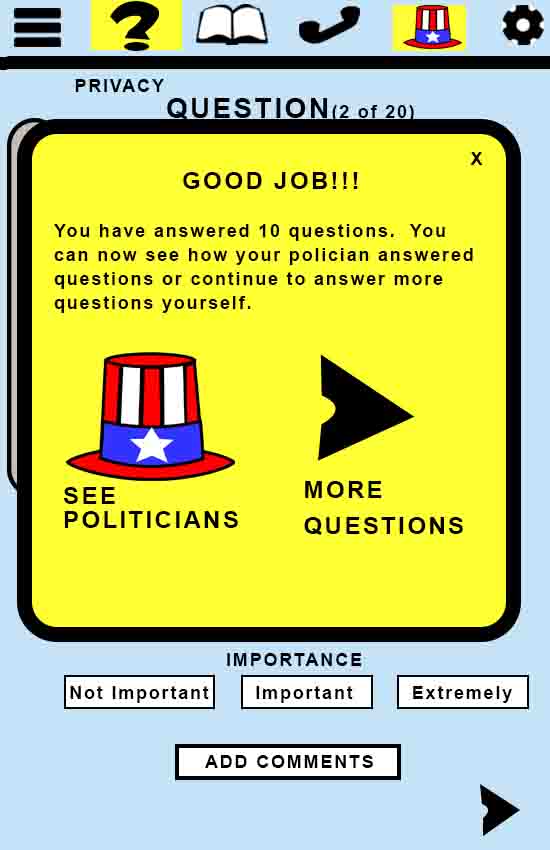 PRIVACY
QUESTION(2 of 20)
X
GOOD JOB!!!
You have answered 10 questions.  You
can now see how your polician answered
questions or continue to answer more
questions yourself.
SEE
POLITICIANS
MORE
QUESTIONS
IMPORTANCE
Not Important
Important
Extremely
ADD COMMENTS